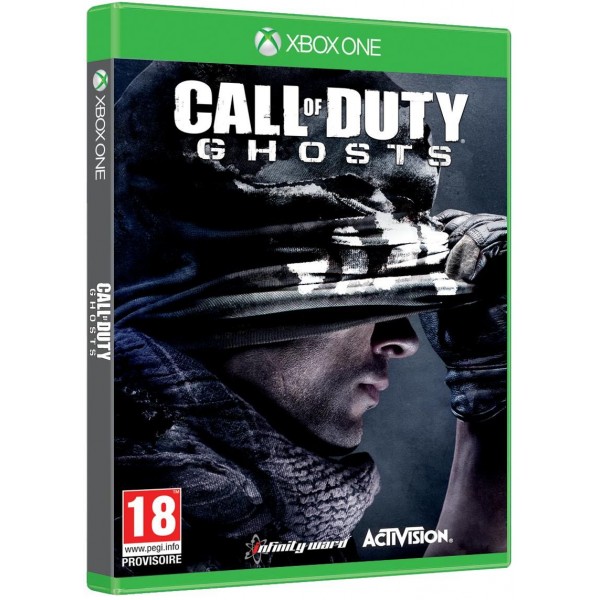 XBOX ONE
CALL OF DUTY
GHOSTS
XBOX ONE
CALL OF DUTY
GHOSTS
18
www.pegi.info
PROVISOIRE
infinity ward
ACTIVISION